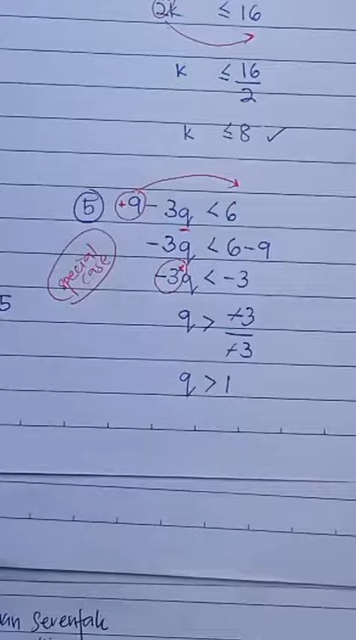 2k ≤ 16
k ≤ 16/2
k ≤ 8 ✓
5 +9 - 3q < 6
-3q < 6 - 9
special case
-3q < -3
5
q > -3/-3
q > 1
an Serentak